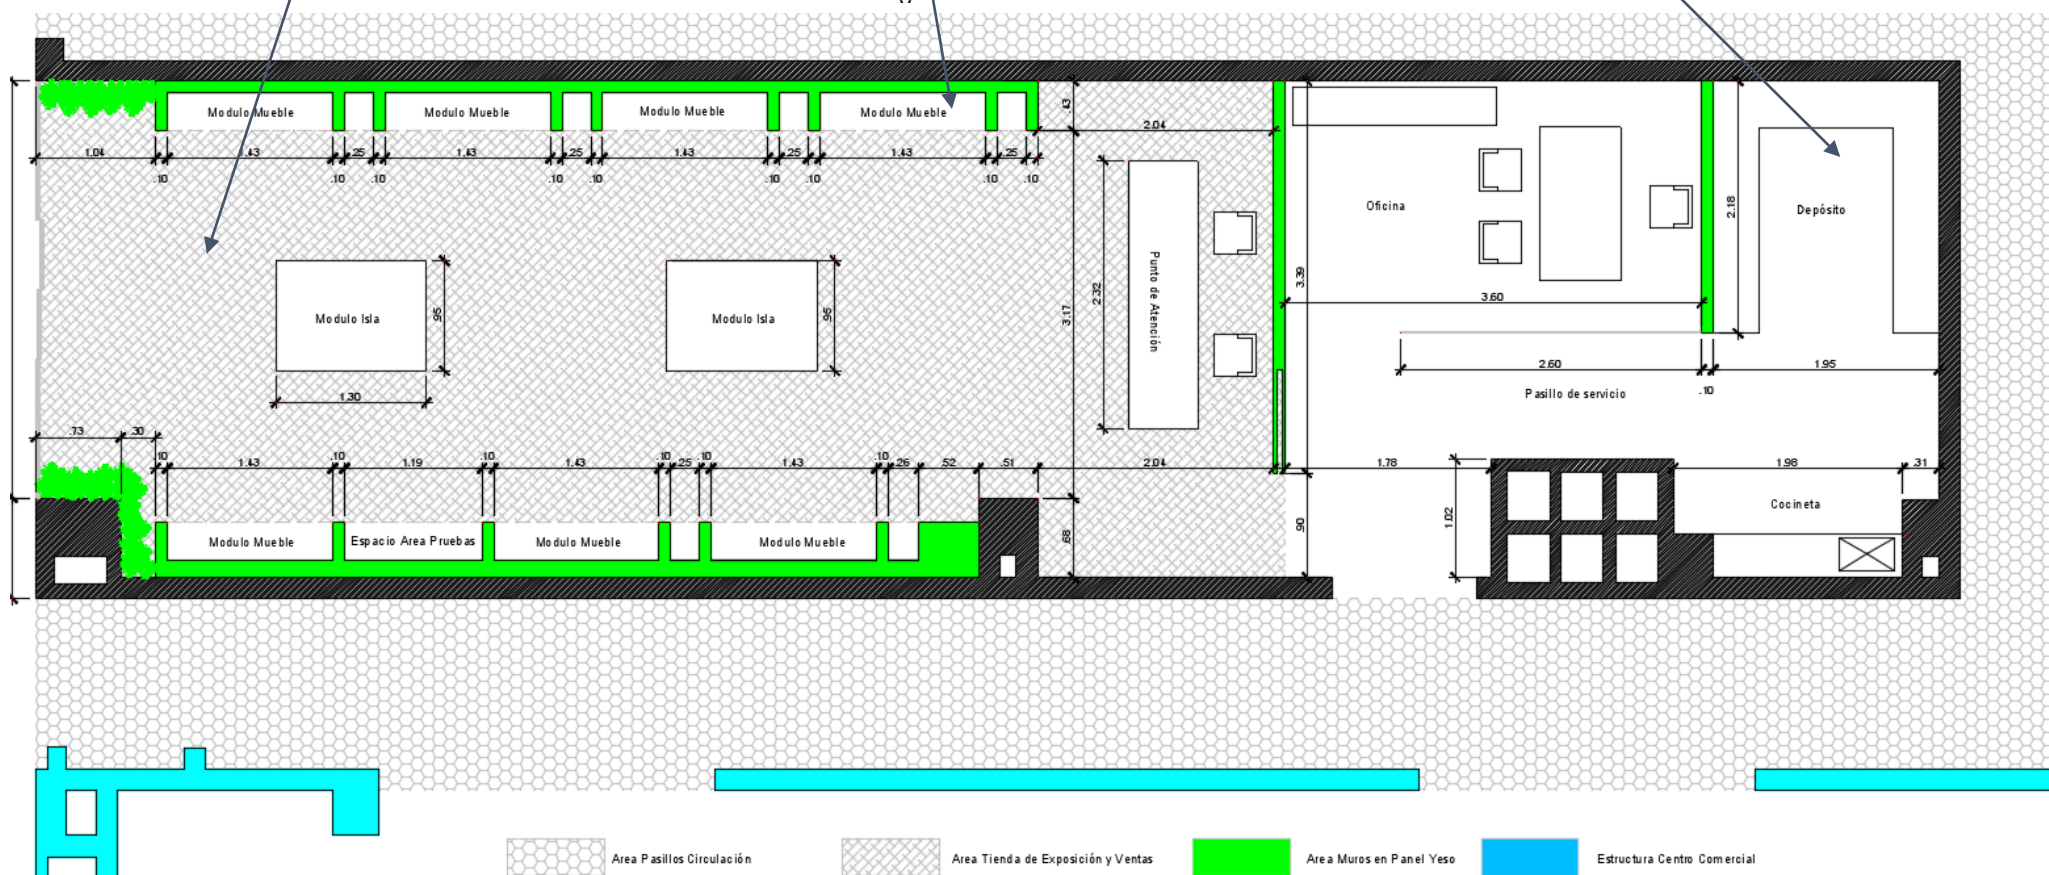 Modulo Mueble
Modulo Mueble
Modulo Mueble
Modulo Mueble
.43
2.04
1.04
1.43
.25
1.43
.25
1.43
.25
1.43
.25
.10
.10
.10
.10
.10
.10
.10
.10
.10
Oficina
2.18
Depósito
Modulo Isla
.95
Modulo Isla
.95
Punto de Atención
2.32
3.17
3.39
3.60
1.30
2.60
1.95
.10
Pasillo de servicio
.73
.30
.10
1.43
.10
1.19
.10
1.43
.10
.25
.10
1.43
.10
.26
.52
.51
2.04
1.78
1.98
.31
Modulo Mueble
Espacio Area Pruebas
Modulo Mueble
Modulo Mueble
.68
.90
1.02
Cocineta
Area Pasillos Circulación
Area Tienda de Exposición y Ventas
Area Muros en Panel Yeso
Estructura Centro Comercial